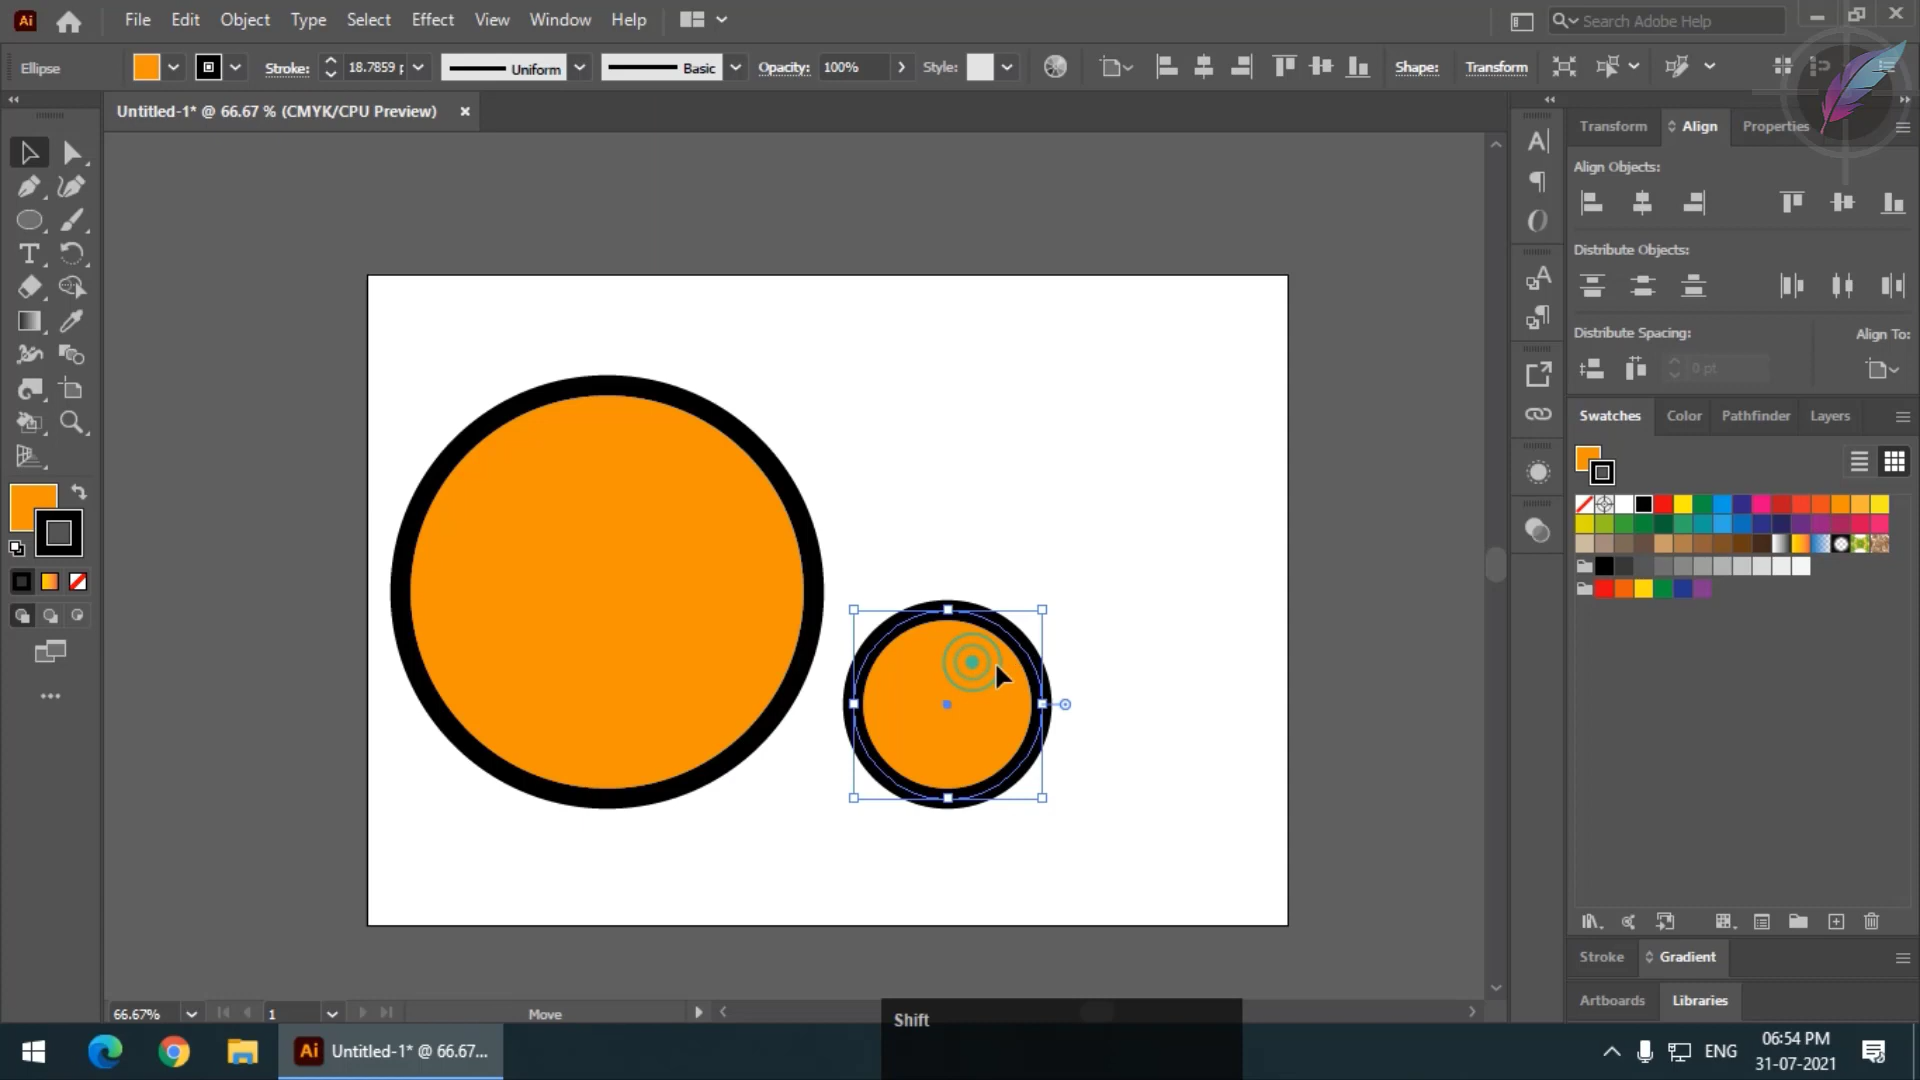 Ai File Edit Object Type Select Effect View Window Help Search Adobe Help
Ellipse Stroke: 18.7859 p Uniform Basic Opacity: 100% Style: Shape: Transform
Untitled-1* @ 66.67 % (CMYK/CPU Preview) ×
Transform Align Properties
Align Objects:
Distribute Objects:
Distribute Spacing: Align To:
0 pt
Swatches Color Pathfinder Layers
Stroke Gradient
Artboards Libraries
66.67% 1 Move
Shift
Ai Untitled-1* @ 66.67... ENG 06:54 PM
31-07-2021